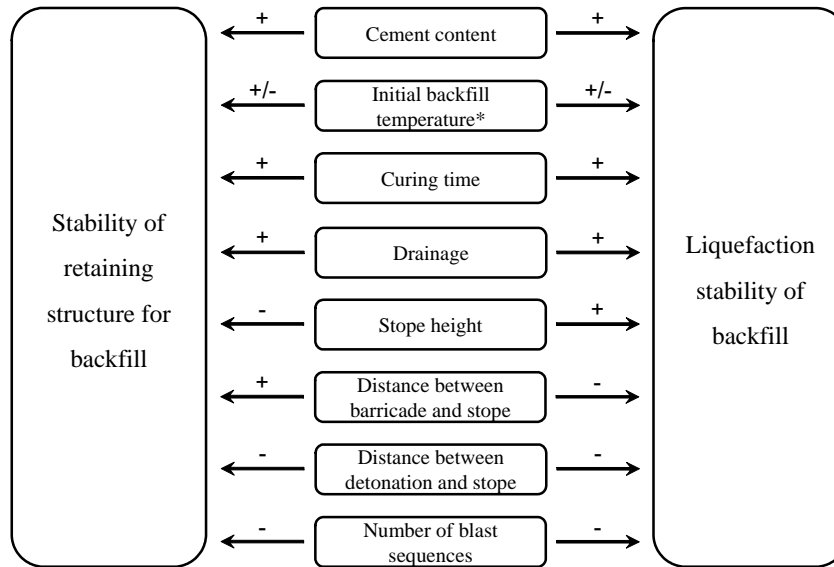 + Cement content +
+/- Initial backfill +/-
temperature*
+ Curing time +
Stability of
retaining
structure for
backfill
+ Drainage +
- Stope height +
Liquefaction
stability of
backfill
+ Distance between -
barricade and stope
- Distance between -
detonation and stope
- Number of blast -
sequences